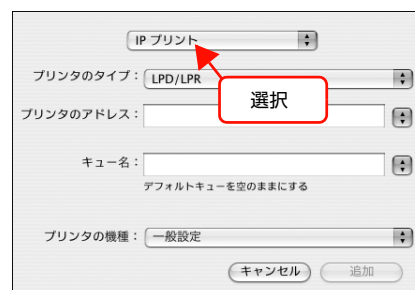 IP プリント
プリンタのタイプ： LPD/LPR
選択
プリンタのアドレス：
キュー名：
デフォルトキューを空のままにする
プリンタの機種： 一般設定
キャンセル 追加